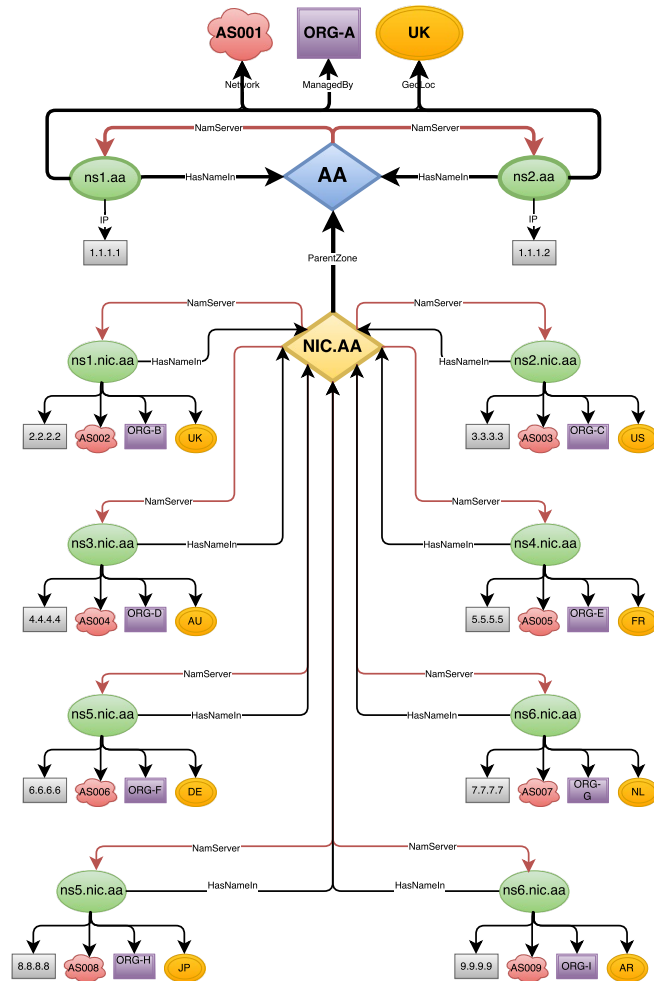 AS001
ORG-A
UK
Network
ManagedBy
GeoLoc
NamServer
NamServer
ns1.aa
HasNameIn
AA
HasNameIn
ns2.aa
IP
IP
1.1.1.1
1.1.1.2
ParentZone
NamServer
NamServer
ns1.nic.aa
HasNameIn
NIC.AA
HasNameIn
ns2.nic.aa
2.2.2.2
AS002
ORG-B
UK
3.3.3.3
AS003
ORG-C
US
NamServer
NamServer
ns3.nic.aa
HasNameIn
HasNameIn
ns4.nic.aa
4.4.4.4
AS004
ORG-D
AU
5.5.5.5
AS005
ORG-E
FR
NamServer
NamServer
ns5.nic.aa
HasNameIn
HasNameIn
ns6.nic.aa
6.6.6.6
AS006
ORG-F
DE
7.7.7.7
AS007
ORG-
G
NL
NamServer
NamServer
ns5.nic.aa
HasNameIn
HasNameIn
ns6.nic.aa
8.8.8.8
AS008
ORG-H
JP
9.9.9.9
AS009
ORG-I
AR